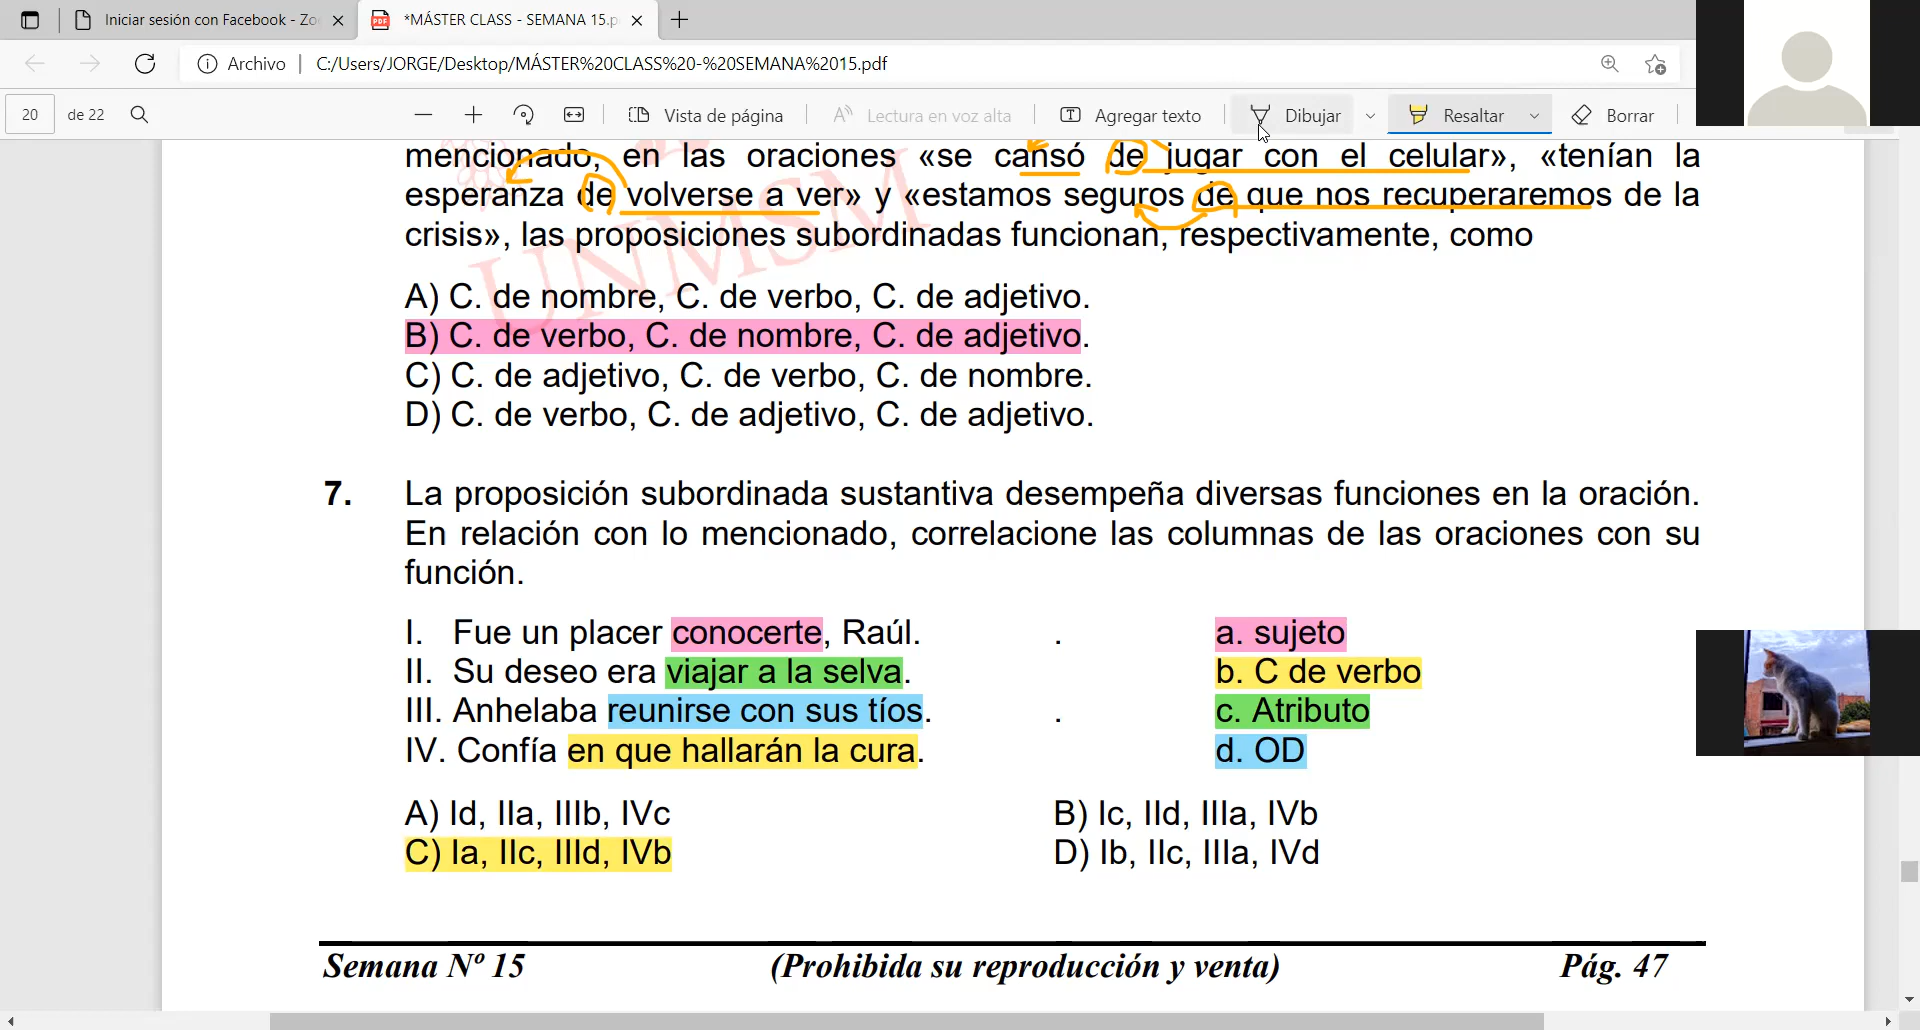 Iniciar sesión con Facebook - Zo
*MÁSTER CLASS - SEMANA 15.p
Archivo | C:/Users/JORGE/Desktop/MÁSTER%20CLASS%20-%20SEMANA%2015.pdf
20 de 22 Vista de página Lectura en voz alta Agregar texto Dibujar Resaltar Borrar
mencionado, en las oraciones «se cansó de jugar con el celular», «tenían la
esperanza de volverse a ver» y «estamos seguros de que nos recuperaremos de la
crisis», las proposiciones subordinadas funcionan, respectivamente, como
UNMSM
A) C. de nombre, C. de verbo, C. de adjetivo.
B) C. de verbo, C. de nombre, C. de adjetivo.
C) C. de adjetivo, C. de verbo, C. de nombre.
D) C. de verbo, C. de adjetivo, C. de adjetivo.
7. La proposición subordinada sustantiva desempeña diversas funciones en la oración.
En relación con lo mencionado, correlacione las columnas de las oraciones con su
función.
I. Fue un placer conocerte, Raúl. . a. sujeto
II. Su deseo era viajar a la selva. b. C de verbo
III. Anhelaba reunirse con sus tíos. . c. Atributo
IV. Confía en que hallarán la cura. d. OD
A) Id, IIa, IIIb, IVc B) Ic, IId, IIIa, IVb
C) Ia, IIc, IIId, IVb D) Ib, IIc, IIIa, IVd
Semana Nº 15 (Prohibida su reproducción y venta) Pág. 47